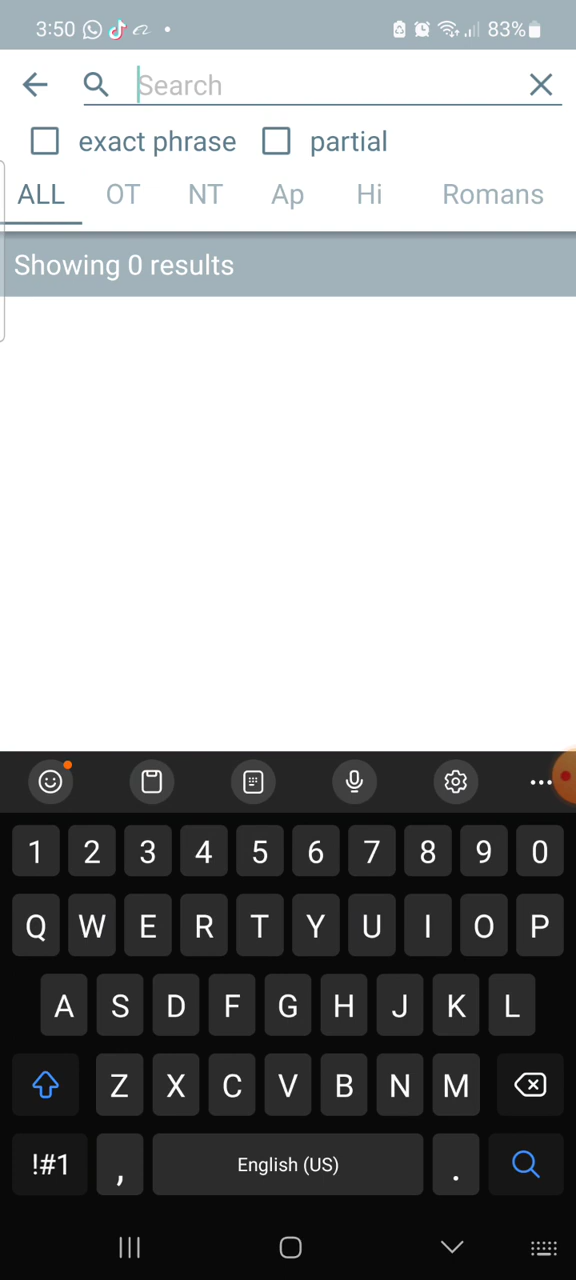 3:50 83%
Search
exact phrase partial
ALL OT NT Ap Hi Romans
Showing 0 results
1 2 3 4 5 6 7 8 9 0
Q W E R T Y U I O P
A S D F G H J K L
Z X C V B N M
!#1 , English (US) .